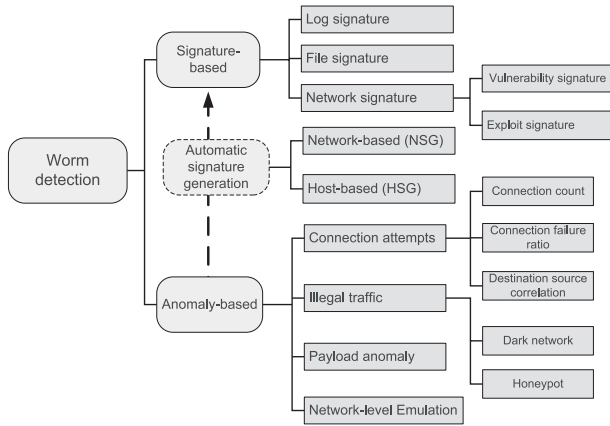 Worm
detection
Signature-
based
Log signature
File signature
Network signature
Vulnerability signature
Exploit signature
Automatic
signature
generation
Network-based (NSG)
Host-based (HSG)
Anomaly-based
Connection attempts
Connection count
Connection failure
ratio
Destination source
correlation
Illegal traffic
Dark network
Honeypot
Payload anomaly
Network-level Emulation